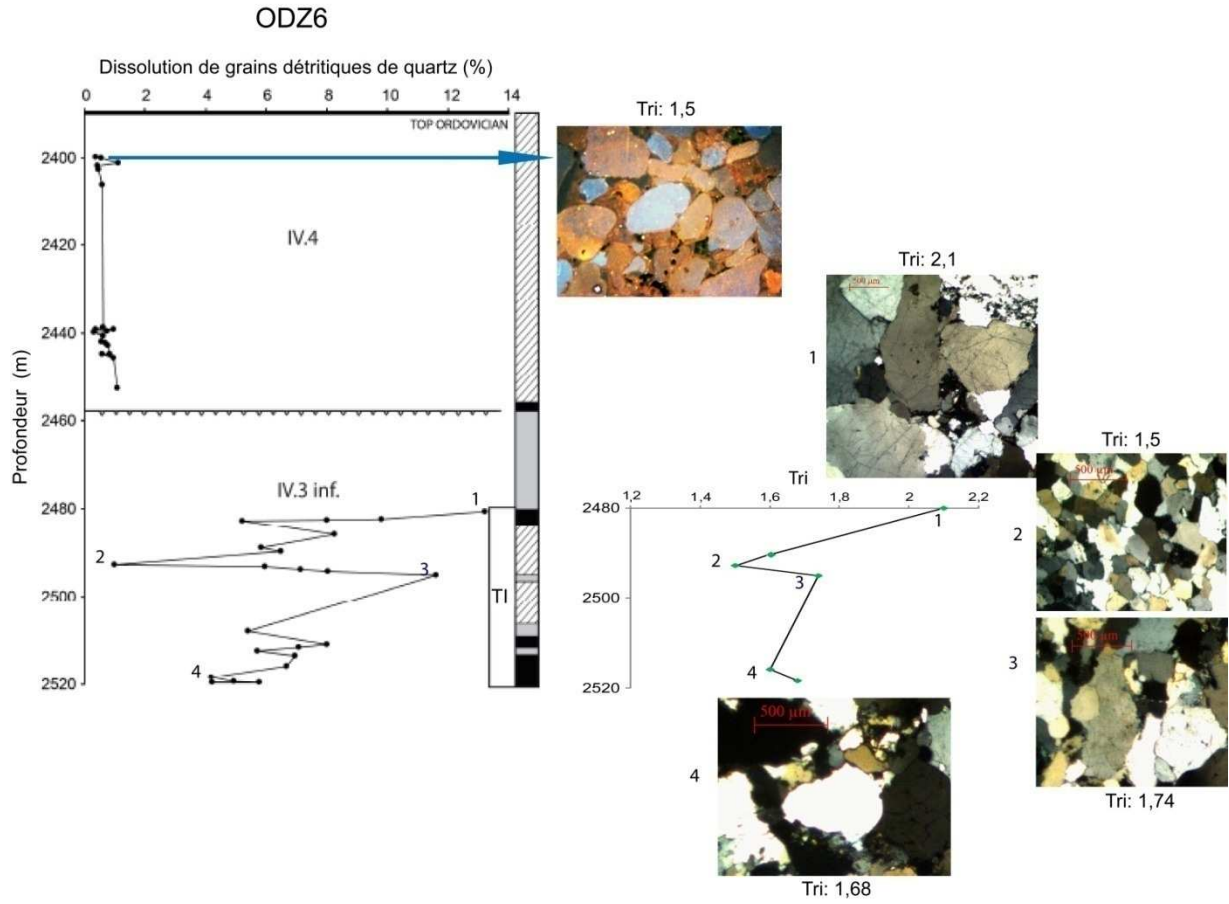 ODZ6
Dissolution de grains détritiques de quartz (%)
0 2 4 6 8 10 12 14
TOP ORDOVICIAN
Profondeur (m)
2400
2420
2440
2460
2480
2500
2520
IV.4
IV.3 inf.
1
2
3
4
TI
Tri: 1,5
Tri: 2,1
500 µm
1
Tri
1,2 1,4 1,6 1,8 2 2,2
2480
2500
2520
1
2
3
4
Tri: 1,5
500 µm
2
500 µm
3
Tri: 1,74
500 µm
4
Tri: 1,68